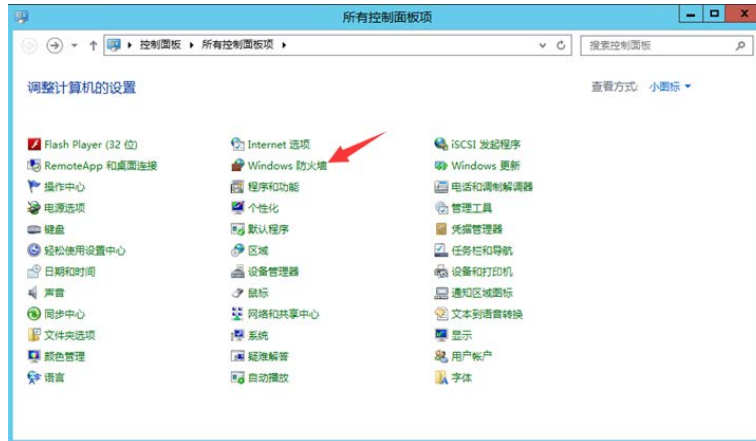 所有控制面板项
控制面板 所有控制面板项
搜索控制面板
调整计算机的设置
查看方式: 小图标
Flash Player (32 位)
Internet 选项
iSCSI 发起程序
RemoteApp 和桌面连接
Windows 防火墙
Windows 更新
操作中心
程序和功能
电话和调制解调器
电源选项
个性化
管理工具
键盘
默认程序
凭据管理器
轻松使用设置中心
区域
任务栏和导航
日期和时间
设备管理器
设备和打印机
声音
鼠标
通知区域图标
同步中心
网络和共享中心
文本到语音转换
文件夹选项
系统
显示
颜色管理
疑难解答
用户帐户
语言
自动播放
字体